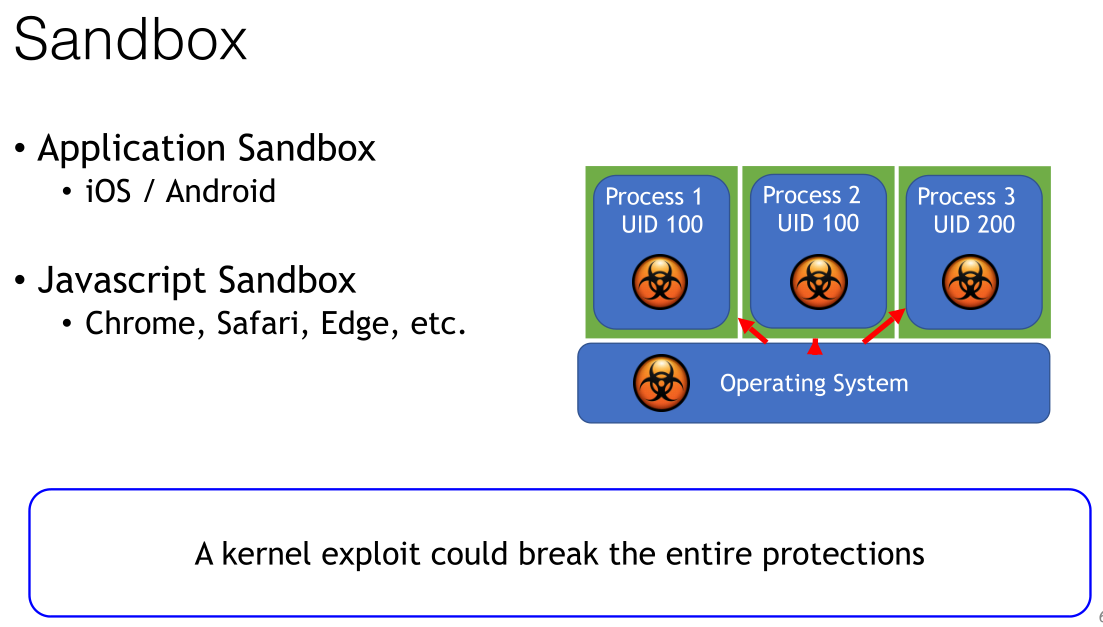 Sandbox
• Application Sandbox
• iOS / Android
• Javascript Sandbox
• Chrome, Safari, Edge, etc.
Process 1
UID 100
Process 2
UID 100
Process 3
UID 200
Operating System
A kernel exploit could break the entire protections